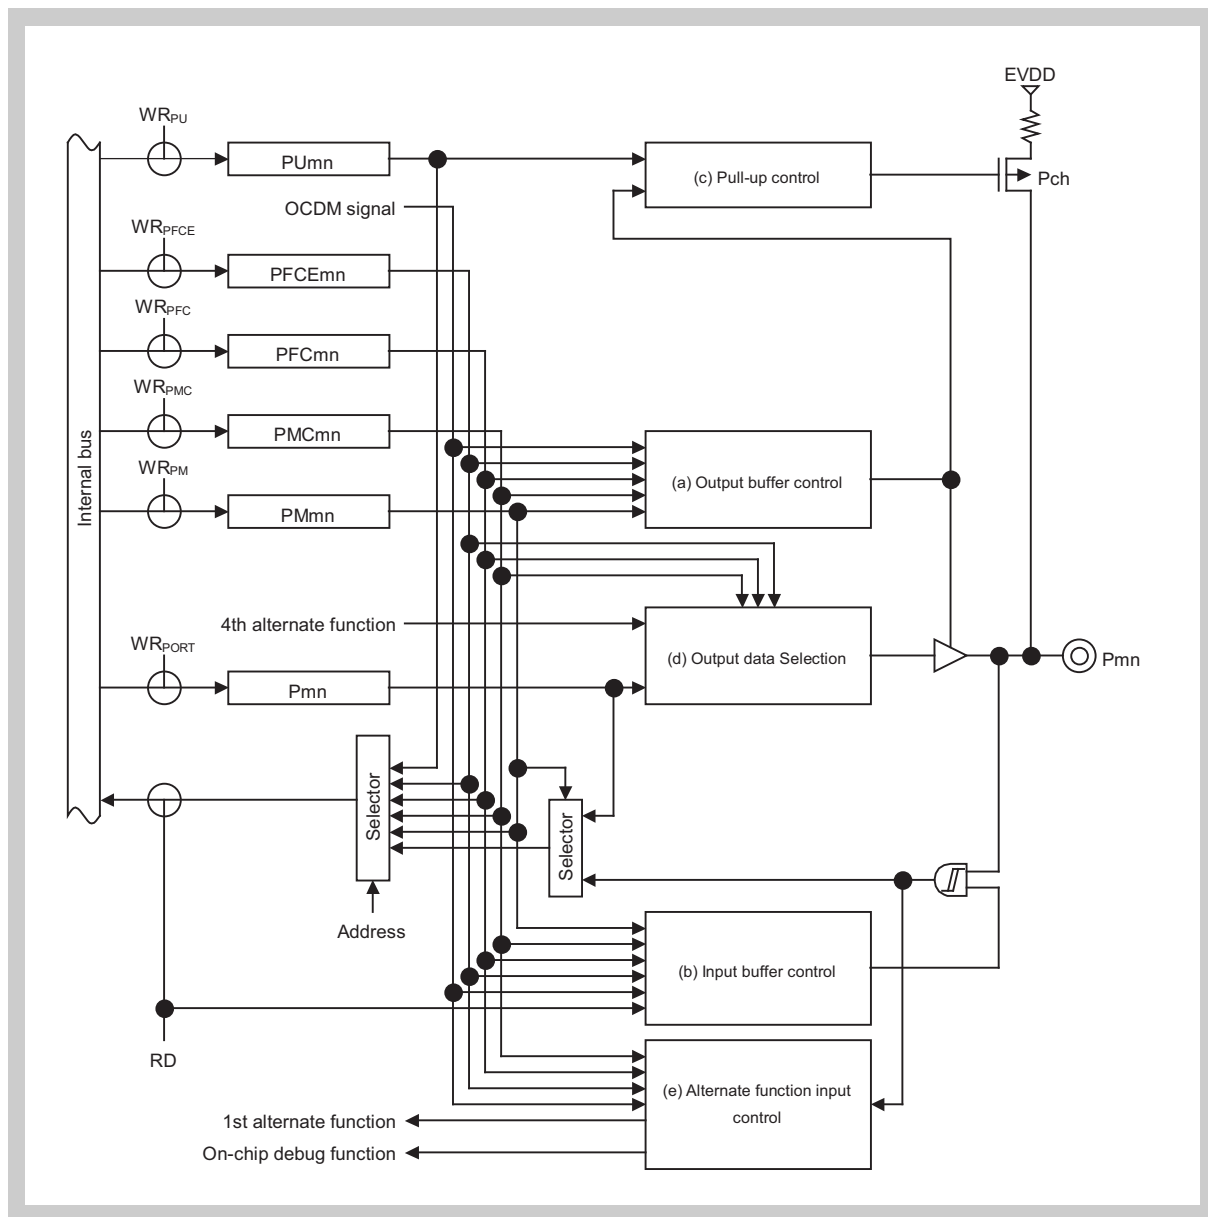 EVDD
WRPU
PUmn
(c) Pull-up control
Pch
OCDM signal
WRPFCE
PFCEmn
WRPFC
PFCmn
WRPMC
PMCmn
Internal bus
WRPM
PMmn
(a) Output buffer control
4th alternate function
WRPORT
(d) Output data Selection
Pmn
Pmn
Selector
Selector
Address
(b) Input buffer control
RD
(e) Alternate function input
control
1st alternate function
On-chip debug function